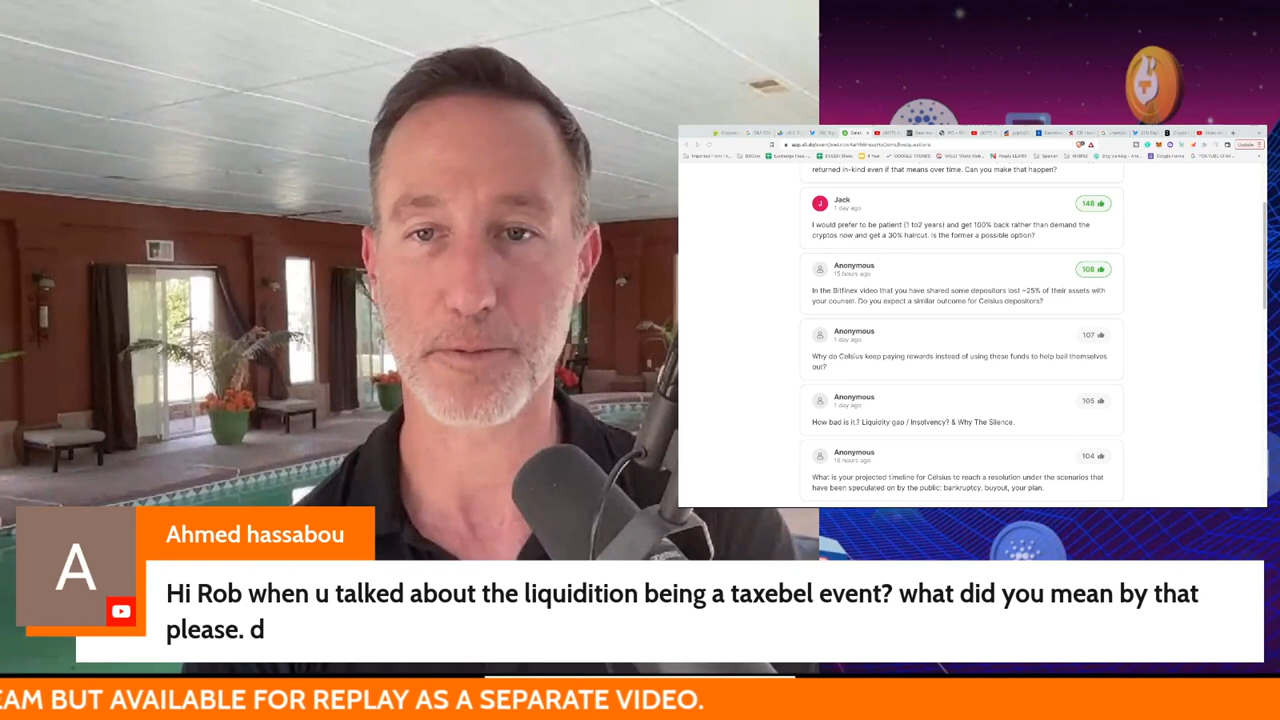 returned in-kind even if that means over time. Can you make that happen?
J
Jack
1 day ago
148
I would prefer to be patient (1 to2 years) and get 100% back rather than demand the
cryptos now and get a 30% haircut. is the former a possible option?
Anonymous
15 hours ago
108
In the Bitfinex video that you have shared some depositors lost ~25% of their assets with
your counsel. Do you expect a similar outcome for Celsius depositors?
Anonymous
1 day ago
107
Why do Celsius keep paying rewards instead of using these funds to help bail themselves
out?
Anonymous
1 day ago
105
How bad is it? Liquidity gap / Insolvency? & Why The Silence.
Anonymous
18 hours ago
104
What is your projected timeline for Celsius to reach a resolution under the scenarios that
have been speculated on by the public: bankruptcy, buyout, your plan.
A
Ahmed hassabou
Hi Rob when u talked about the liquidition being a taxebel event? what did you mean by that
please. d
EAM BUT AVAILABLE FOR REPLAY AS A SEPARATE VIDEO.